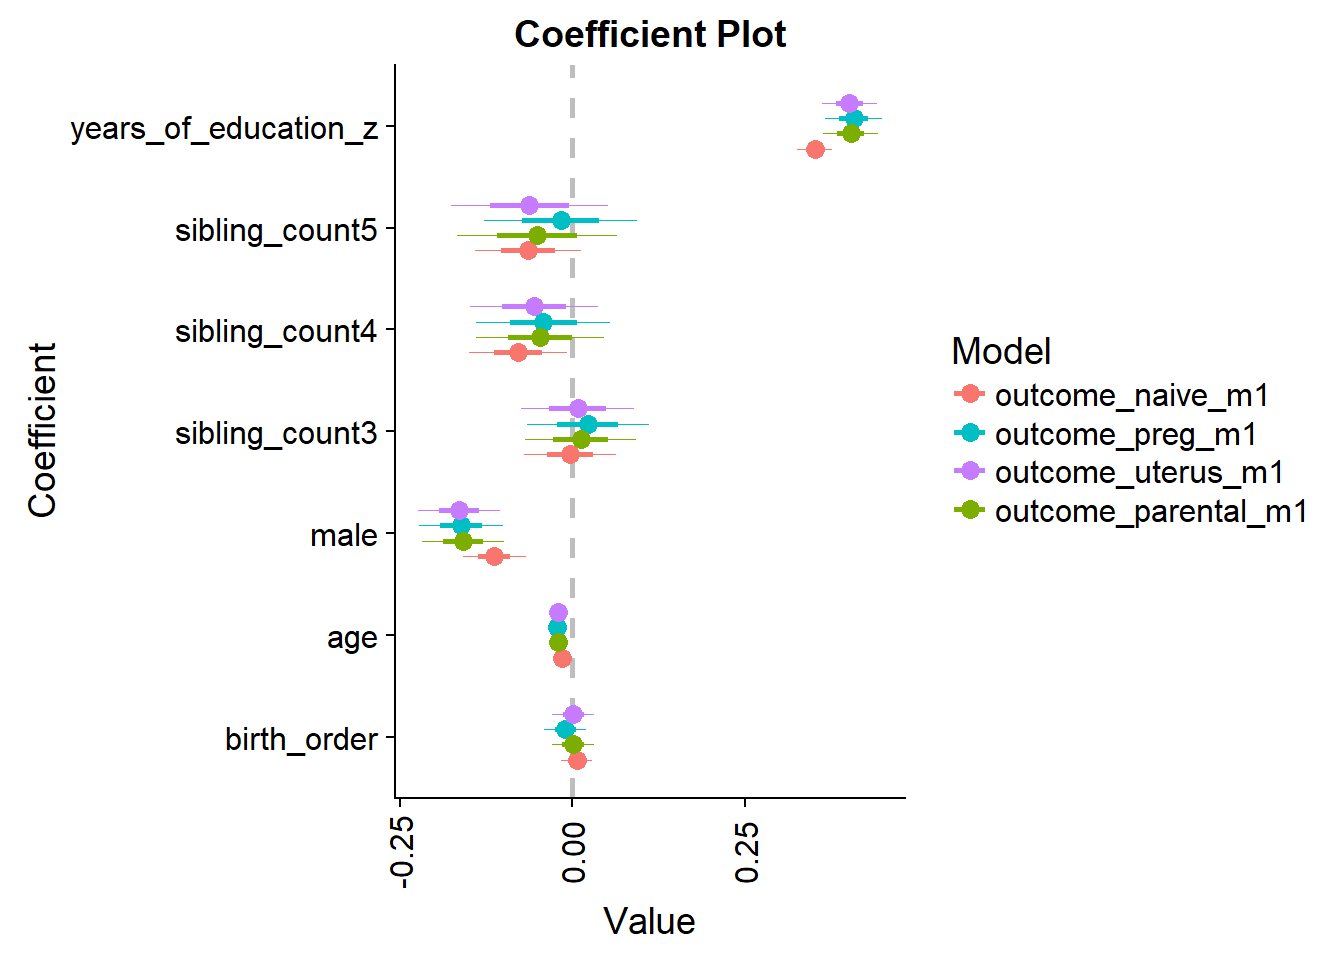 Coefficient Plot
Coefficient
years_of_education_z
sibling_count5
sibling_count4
sibling_count3
male
age
birth_order
-0.25
0.00
0.25
Value
Model
outcome_naive_m1
outcome_preg_m1
outcome_uterus_m1
outcome_parental_m1